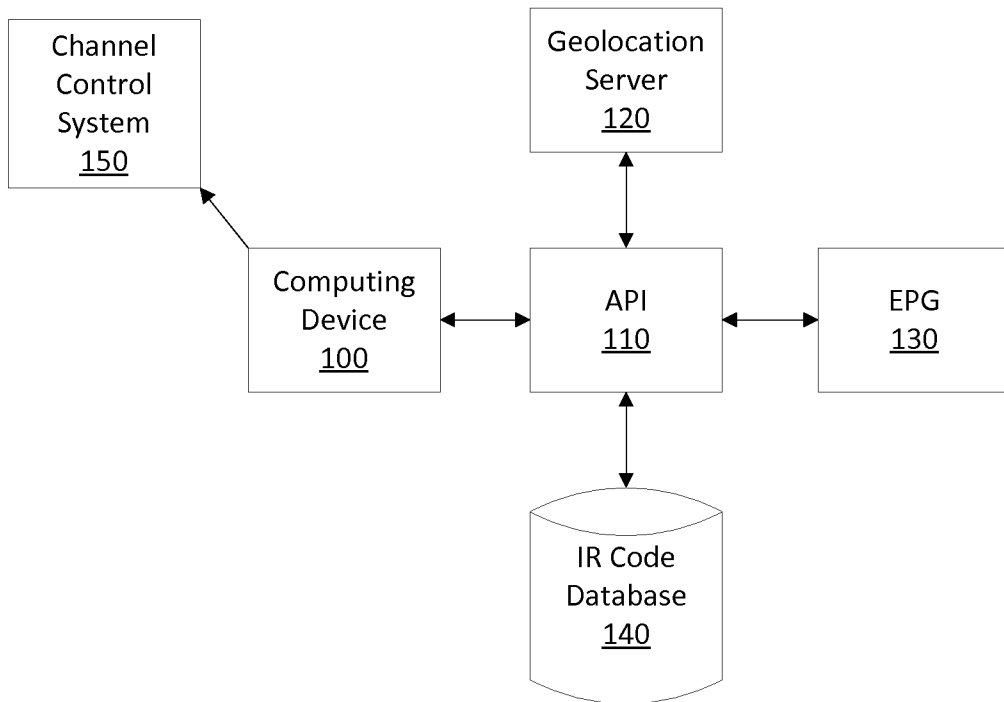 Channel
Control
System
150
Geolocation
Server
120
Computing
Device
100
API
110
EPG
130
IR Code
Database
140